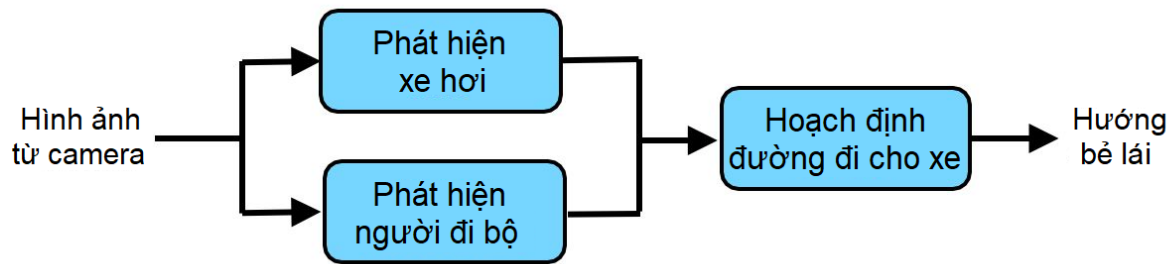 Hình ảnh
từ camera
Phát hiện
xe hơi
Phát hiện
người đi bộ
Hoạch định
đường đi cho xe
Hướng
bẻ lái